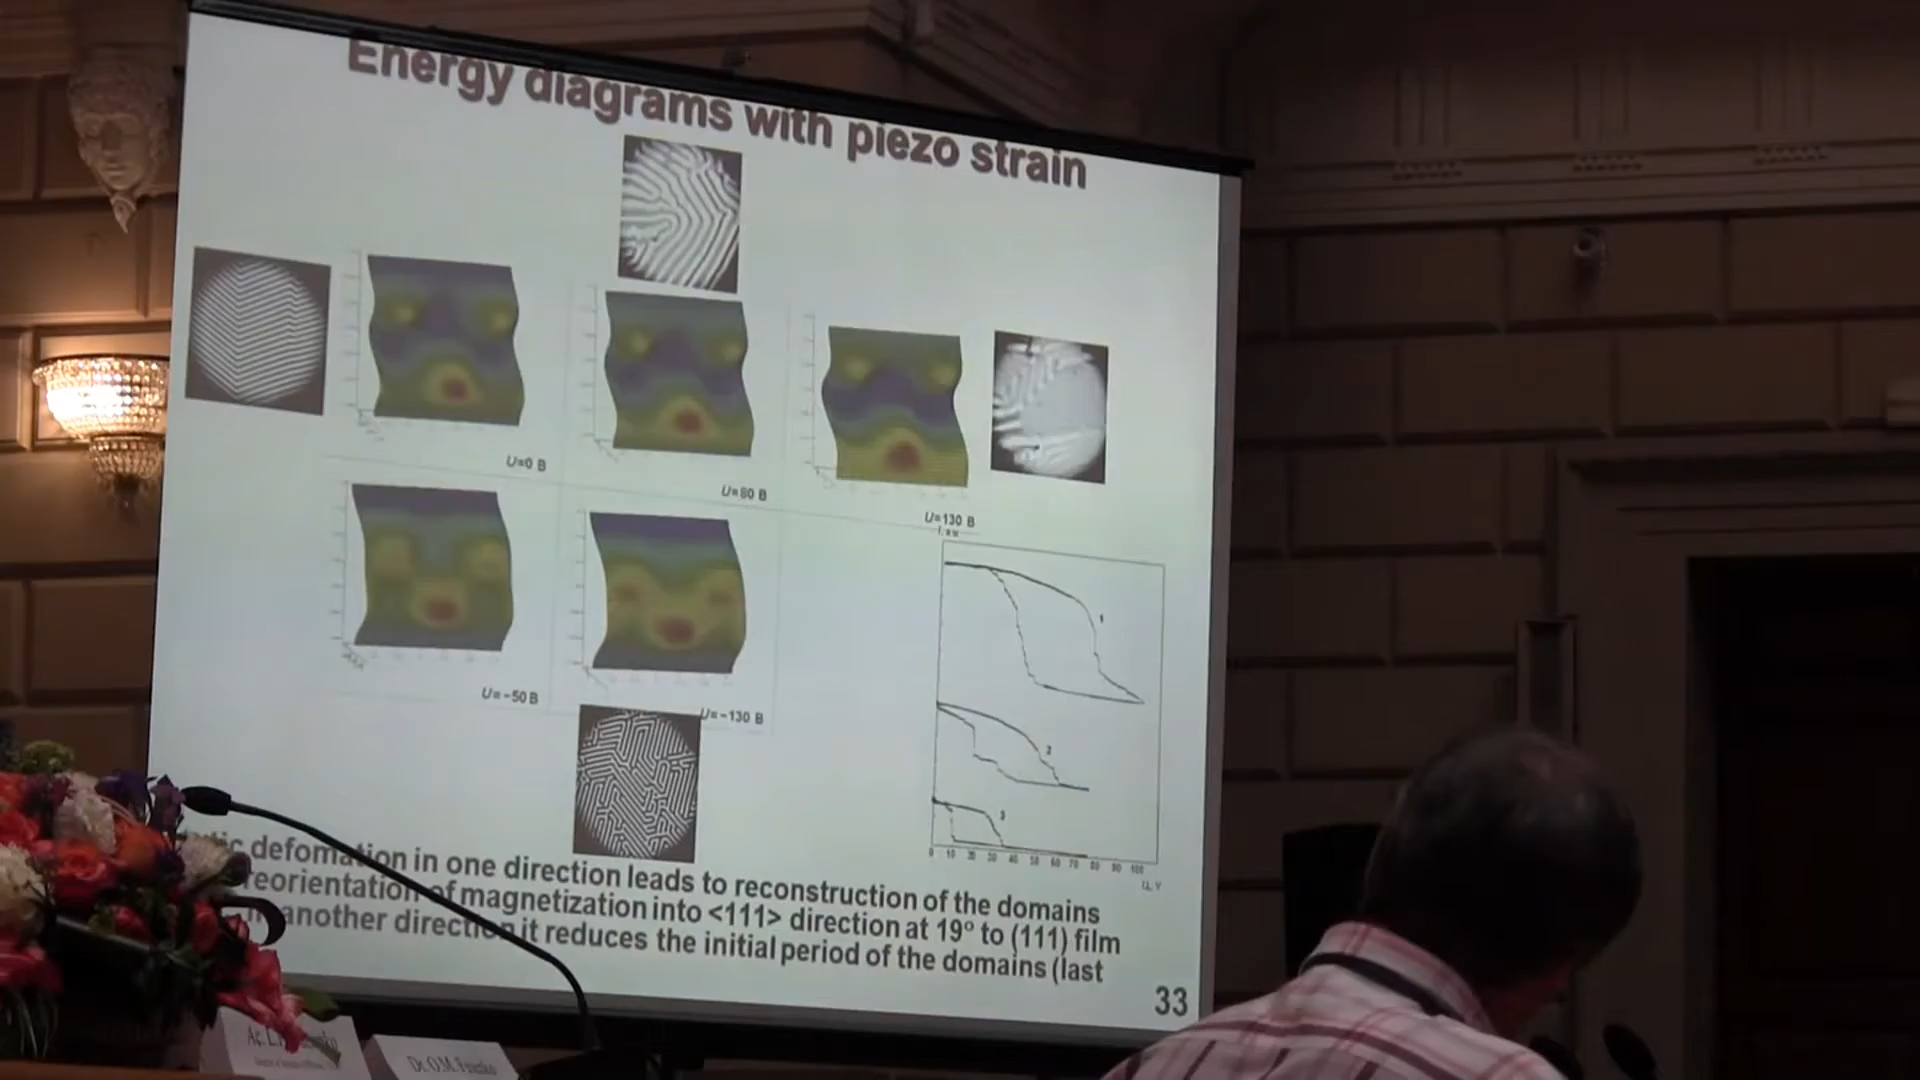 Energy diagrams with piezo strain
U=0 B
U=80 B
U=130 B
U=-50 B
U=-130 B
1
2
3
0 10 20 30 40 50 60 70 80 90 100
U, V
defomation in one direction leads to reconstruction of the domains
reorientation of magnetization into <111> direction at 19° to (111) film
another direction it reduces the initial period of the domains (last
33
Ac. L.
Dr. O.M.